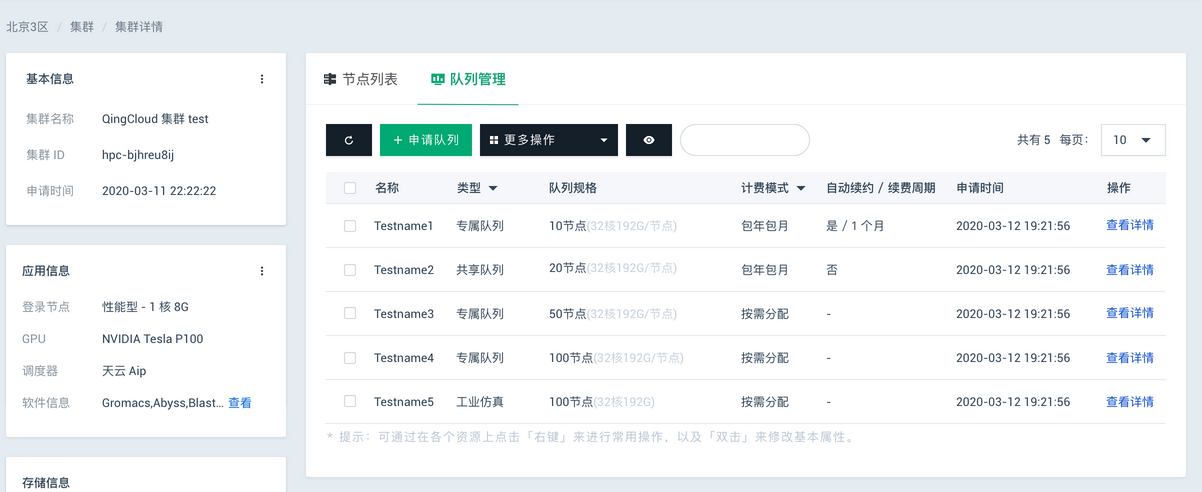 北京3区 / 集群 / 集群详情
基本信息
集群名称 QingCloud 集群 test
集群 ID hpc-bjhreu8ij
申请时间 2020-03-11 22:22:22
应用信息
登录节点 性能型 - 1 核 8G
GPU NVIDIA Tesla P100
调度器 天云 Aip
软件信息 Gromacs,Abyss,Blast... 查看
存储信息
节点列表 队列管理
+ 申请队列 更多操作 共有 5 每页: 10
名称 类型 队列规格 计费模式 自动续约 / 续费周期 申请时间 操作
Testname1 专属队列 10节点(32核192G/节点) 包年包月 是 / 1 个月 2020-03-12 19:21:56 查看详情
Testname2 共享队列 20节点(32核192G/节点) 包年包月 否 2020-03-12 19:21:56 查看详情
Testname3 专属队列 50节点(32核192G/节点) 按需分配 - 2020-03-12 19:21:56 查看详情
Testname4 专属队列 100节点(32核192G/节点) 按需分配 - 2020-03-12 19:21:56 查看详情
Testname5 工业仿真 100节点(32核192G) 按需分配 - 2020-03-12 19:21:56 查看详情
* 提示：可通过在各个资源上点击「右键」来进行常用操作，以及「双击」来修改基本属性。